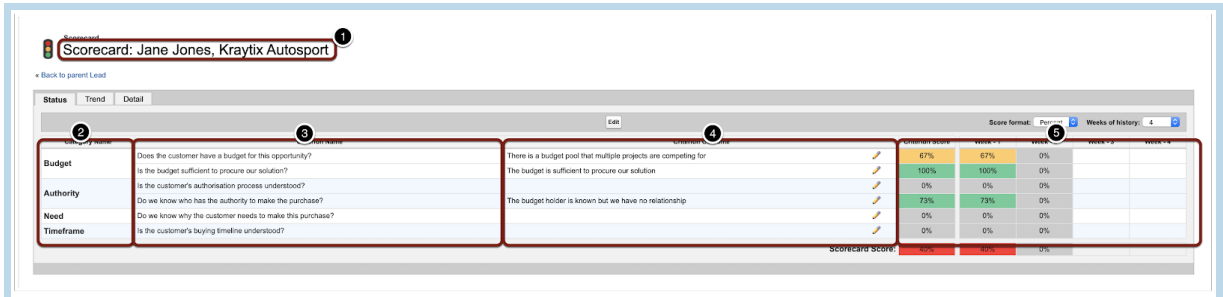 1
Scorecard
Scorecard: Jane Jones, Kraytix Autosport
« Back to parent Lead
Status Trend Detail
Edit Score format: Percent Weeks of history: 4
2 3 4 5
Category Name Name Criterion Score Week - 1 Week Week - 3 Week - 4
Budget Does the customer have a budget for this opportunity? There is a budget pool that multiple projects are competing for 67% 67% 0%
Is the budget sufficient to procure our solution? The budget is sufficient to procure our solution 100% 100% 0%
Authority Is the customer's authorisation process understood? 0% 0% 0%
Do we know who has the authority to make the purchase? The budget holder is known but we have no relationship 73% 73% 0%
Need Do we know why the customer needs to make this purchase? 0% 0% 0%
Timeframe Is the customer's buying timeline understood? 0% 0% 0%
Scorecard Score: 40% 40% 0%